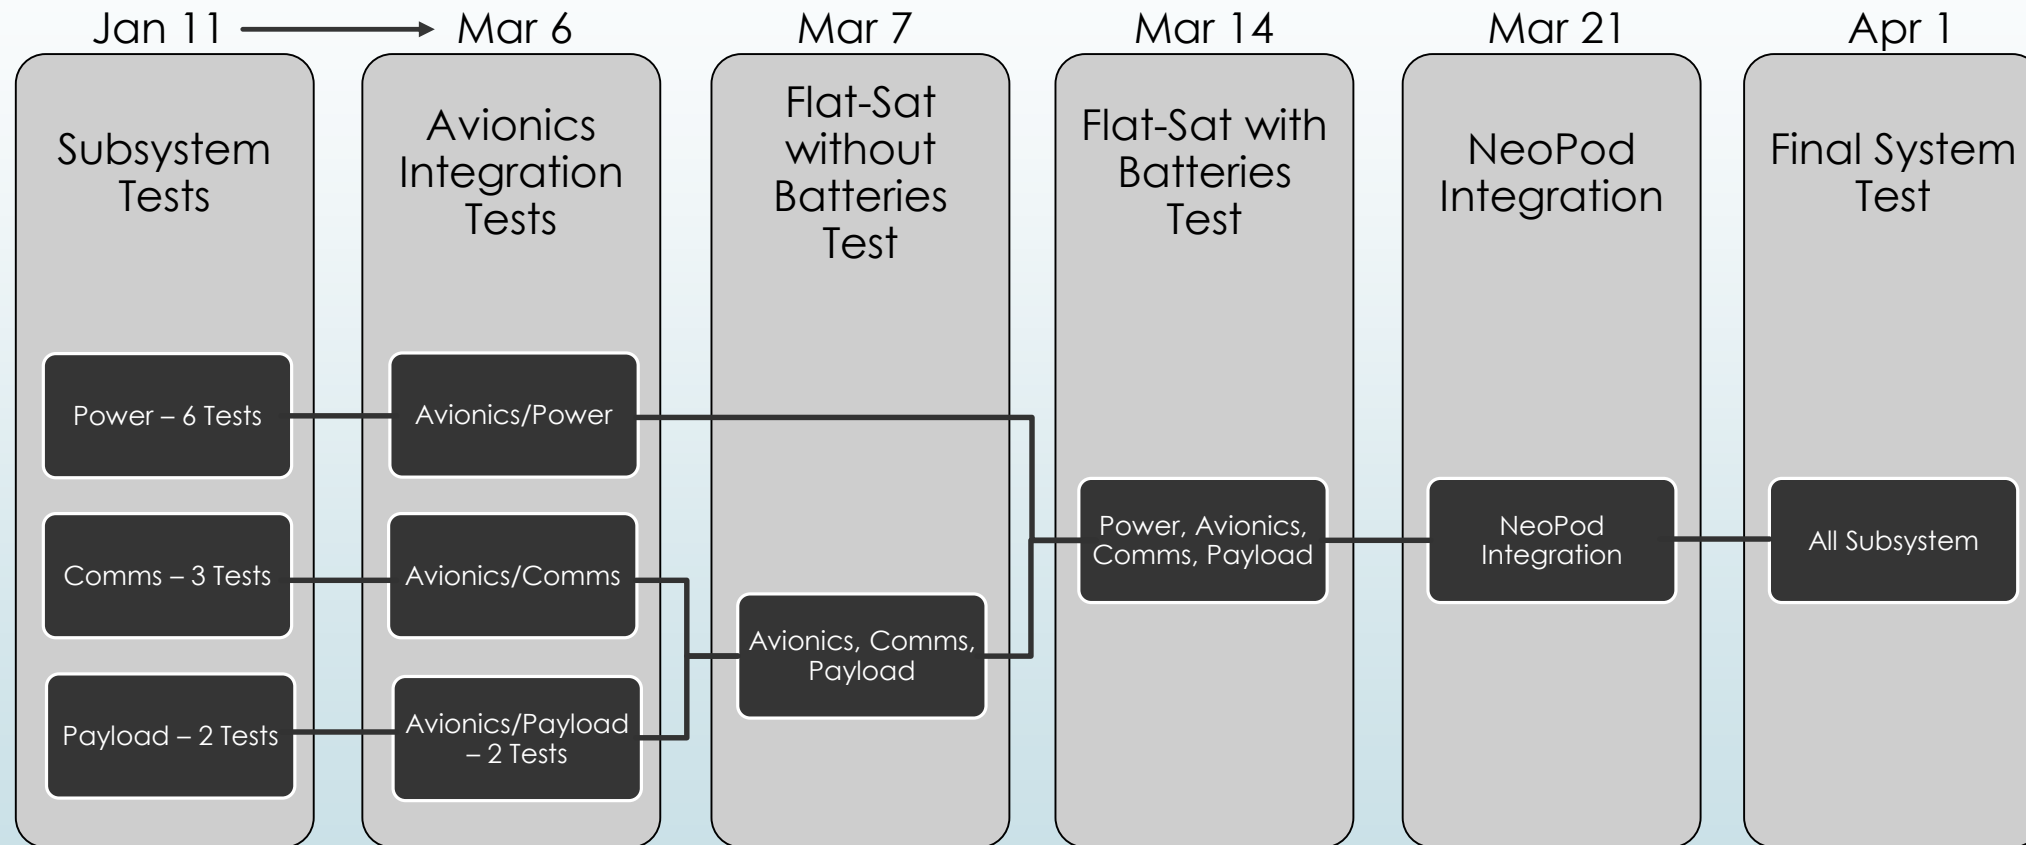 Jan 11
Mar 6
Mar 7
Mar 14
Mar 21
Apr 1
Subsystem
Tests
Avionics
Integration
Tests
Flat-Sat
without
Batteries
Test
Flat-Sat with
Batteries
Test
NeoPod
Integration
Final System
Test
Power – 6 Tests
Comms – 3 Tests
Payload – 2 Tests
Avionics/Power
Avionics/Comms
Avionics/Payload
– 2 Tests
Avionics, Comms,
Payload
Power, Avionics,
Comms, Payload
NeoPod
Integration
All Subsystem